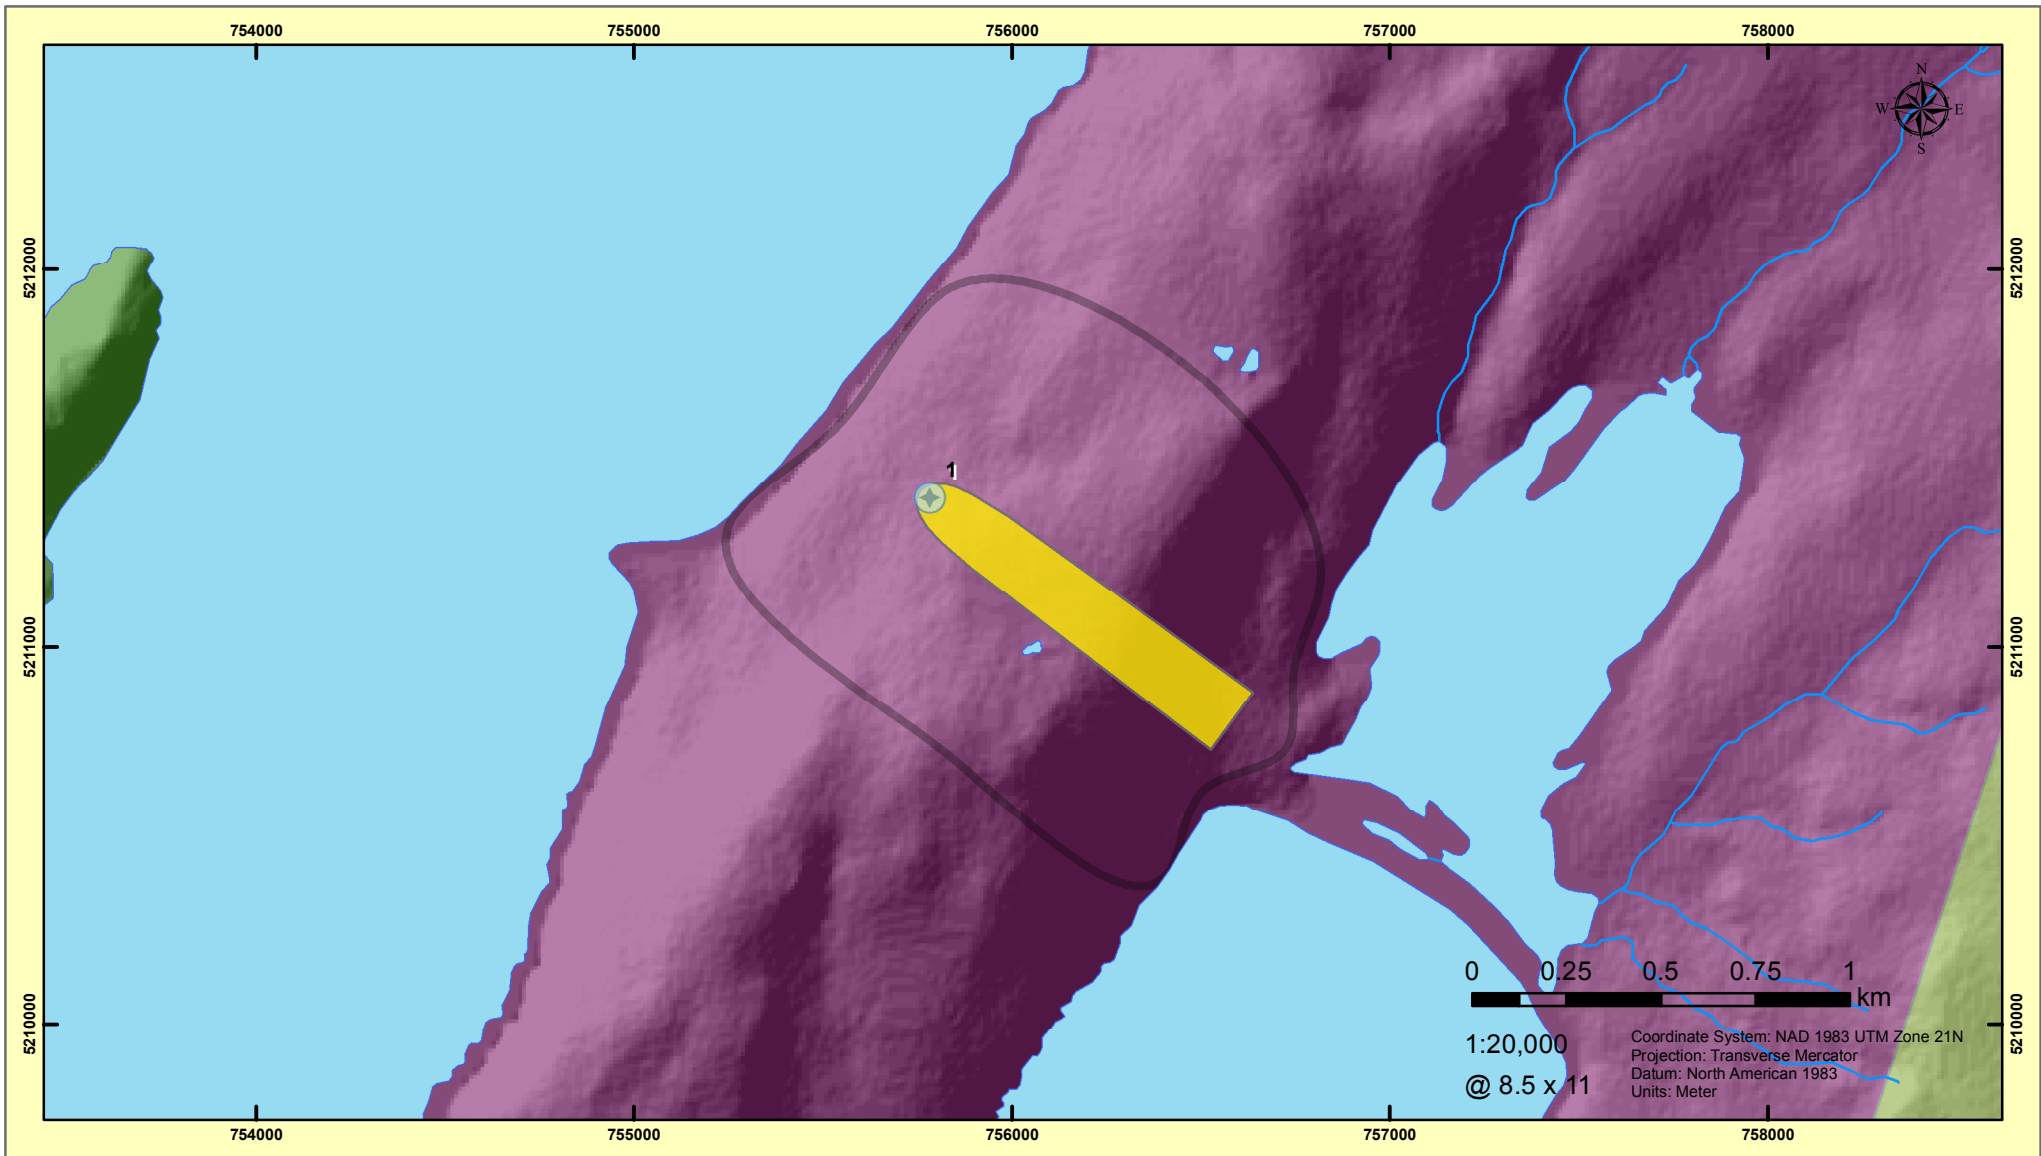 754000 755000 756000 757000 758000
N
W E
S
5212000 5212000
1
5211000 5211000
0 0.25 0.5 0.75 1
km
5210000 5210000
1:20,000
@ 8.5 x 11
Coordinate System: NAD 1983 UTM Zone 21N
Projection: Transverse Mercator
Datum: North American 1983
Units: Meter
754000 755000 756000 757000 758000